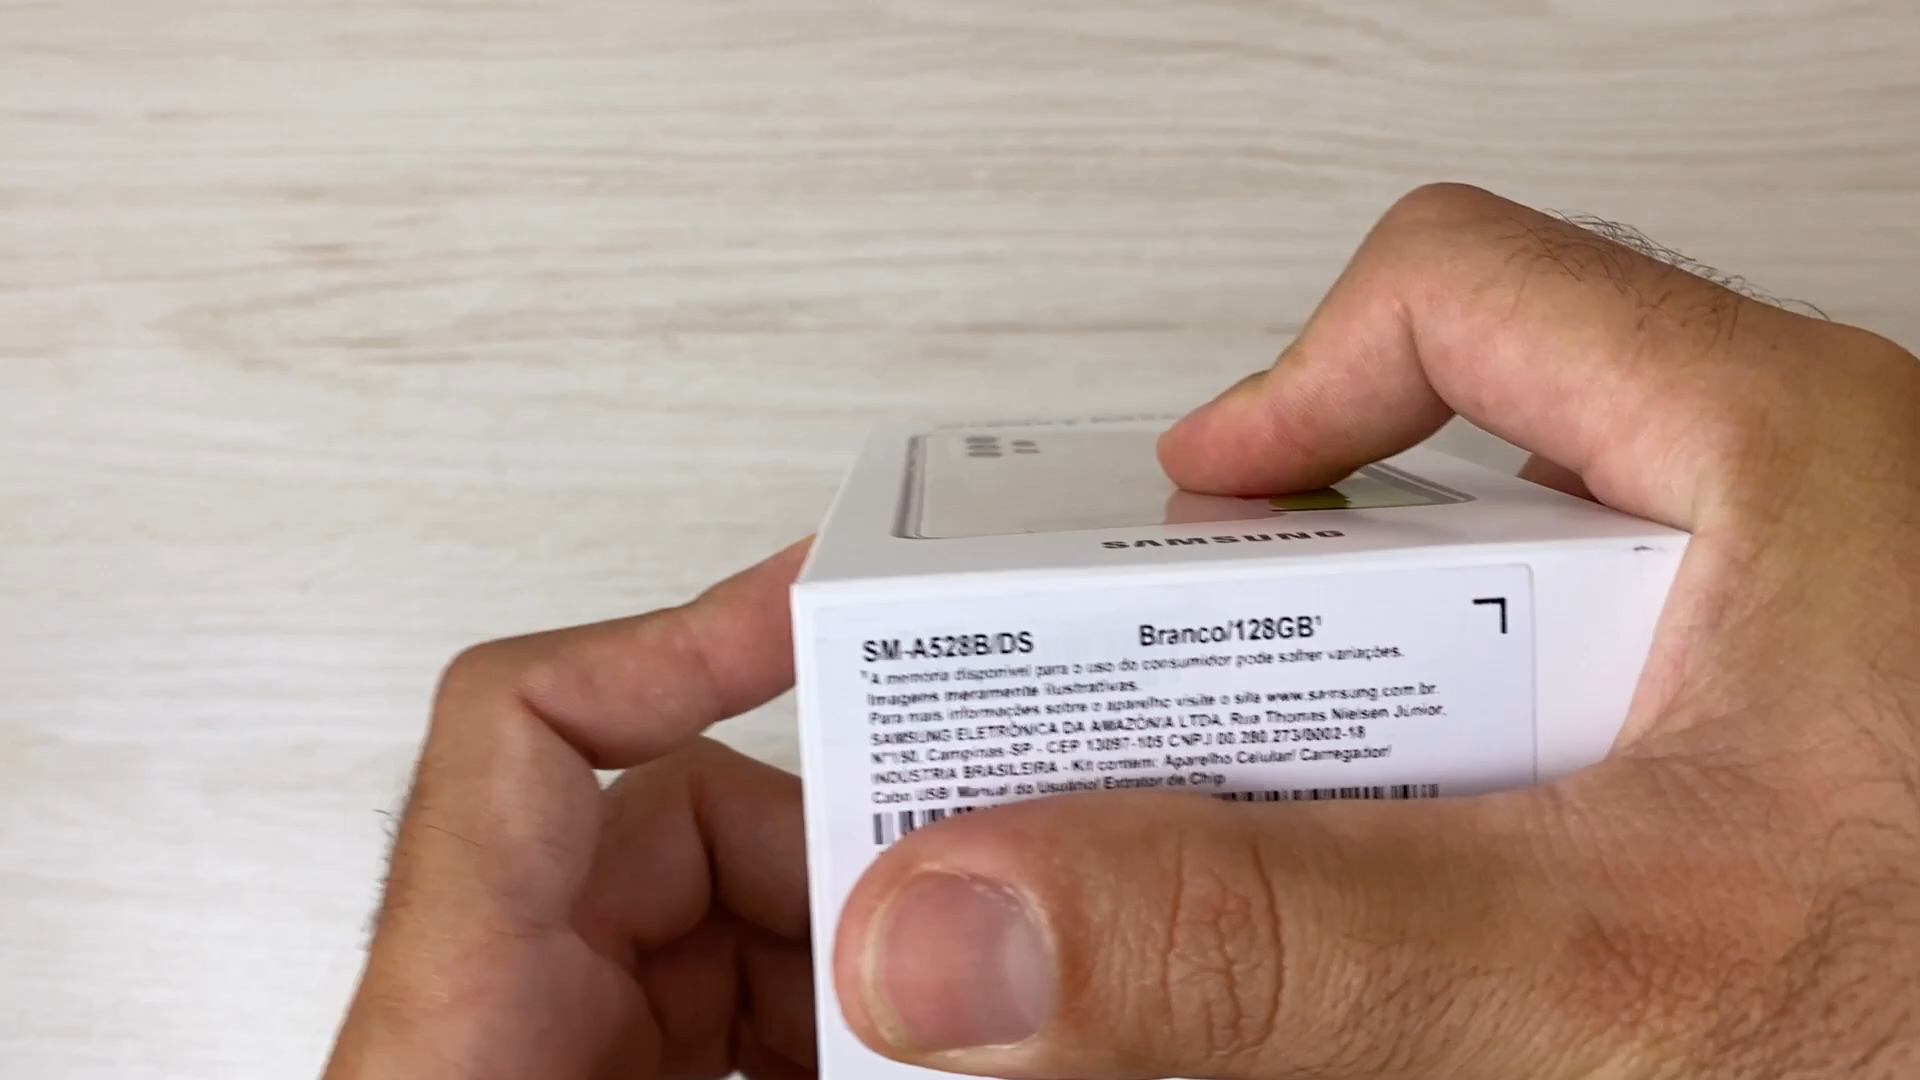 SAMSUNG
SM-A528B/DS Branco/128GB¹
¹A memória disponível para o uso do consumidor pode sofrer variações.
Imagens meramente ilustrativas.
Para mais informações sobre o aparelho visite o site www.samsung.com.br.
SAMSUNG ELETRÔNICA DA AMAZÔNIA LTDA, Rua Thomas Nielsen Júnior,
Nº150, Campinas-SP - CEP 13097-105 CNPJ 00.280.273/0002-18
INDÚSTRIA BRASILEIRA - Kit contém: Aparelho Celular/ Carregador/
Cabo USB/ Manual do Usuário/ Extrator de Chip